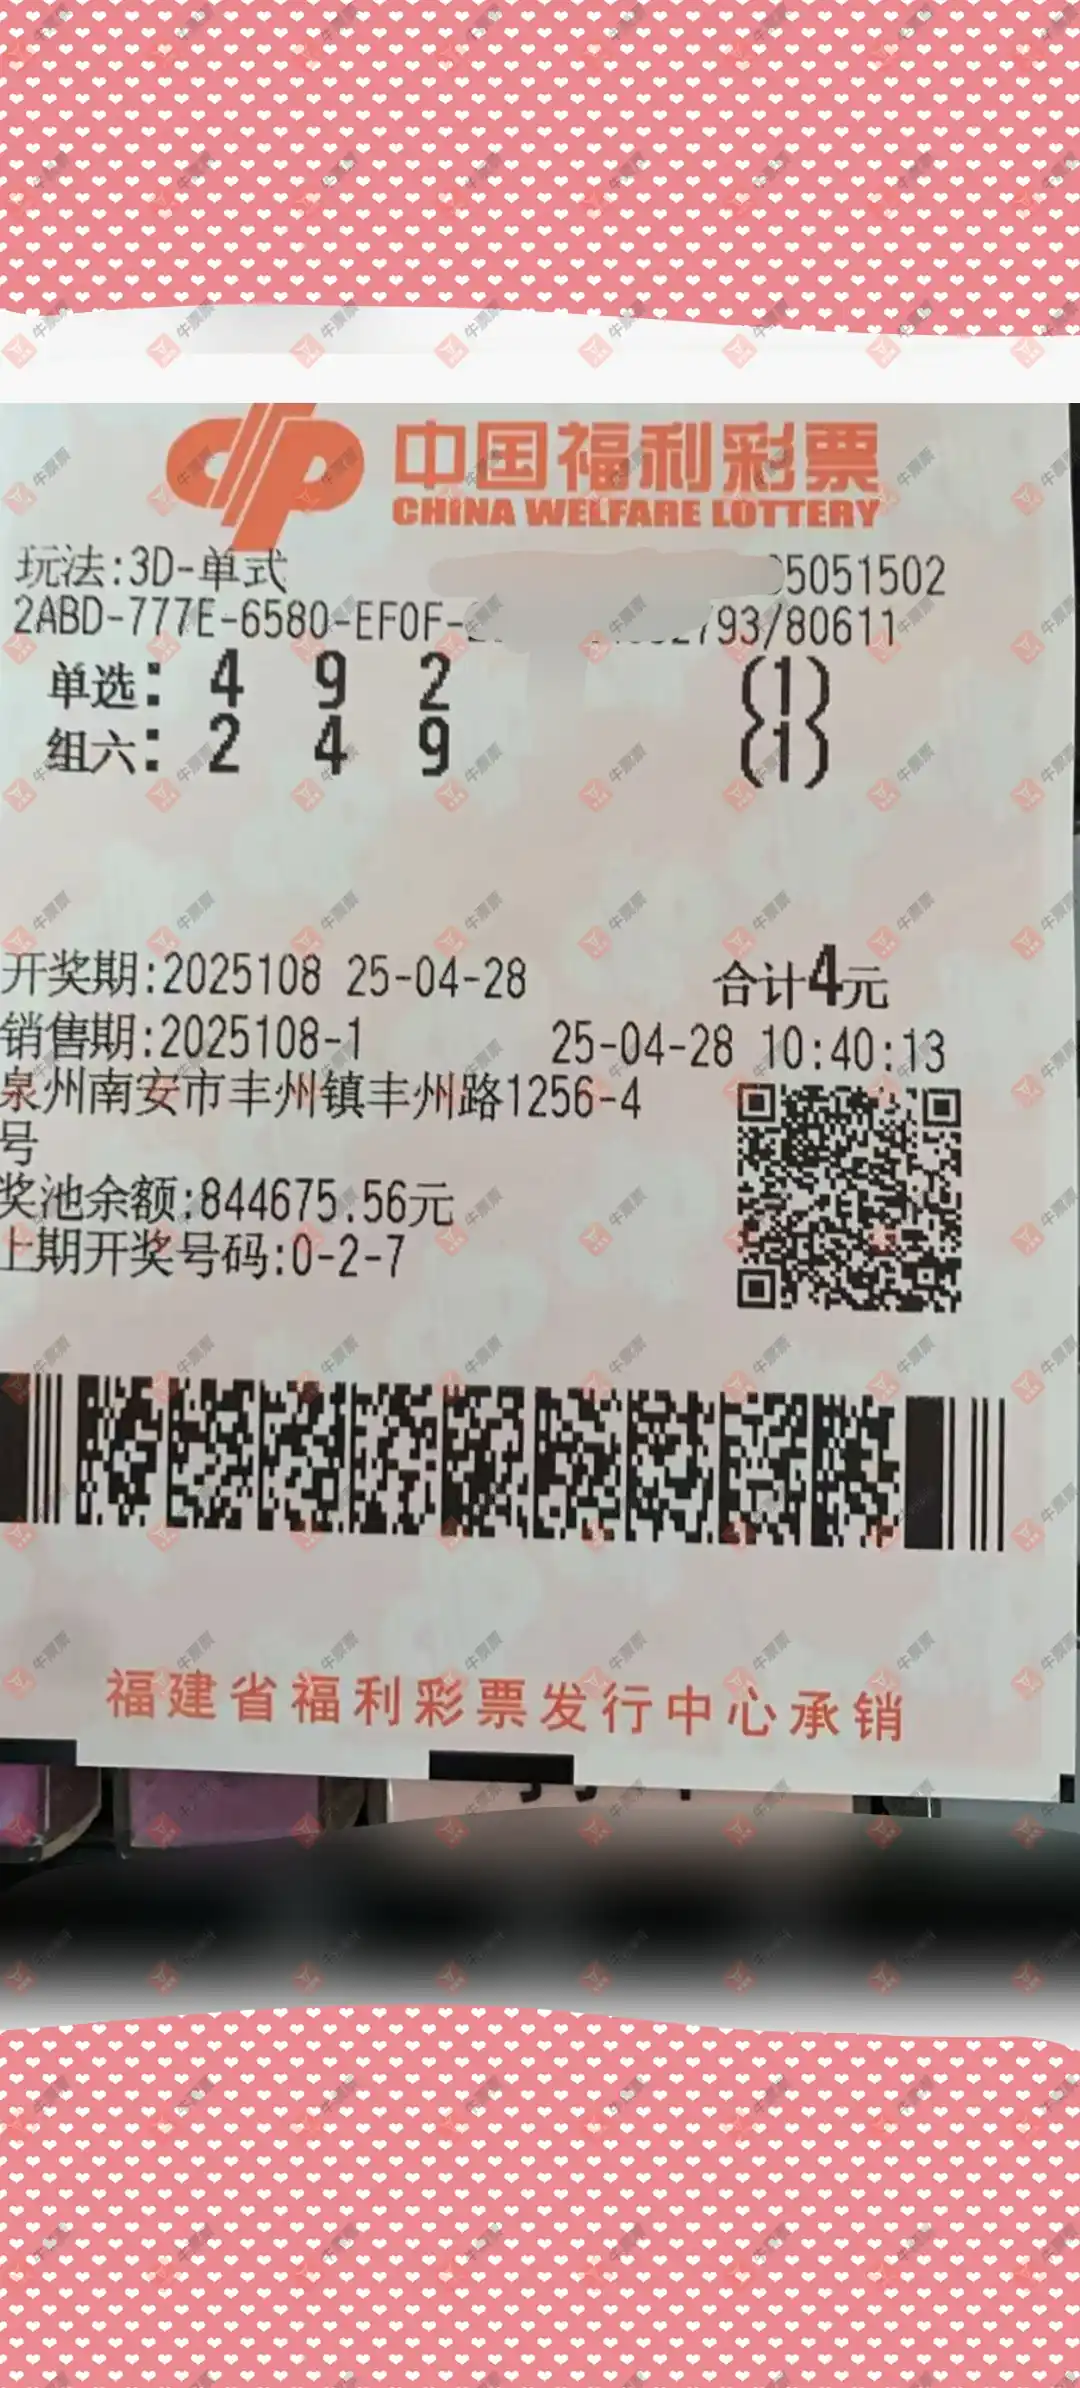 中国福利彩票
CHINA WELFARE LOTTERY
玩法:3D-单式 5051502
2ABD-777E-6580-EF0F- 793/80611
单选: 4 9 2 (1)
组六: 2 4 9 (1)
开奖期:2025108 25-04-28 合计4元
销售期:2025108-1 25-04-28 10:40:13
泉州南安市丰州镇丰州路1256-4
号
奖池余额:844675.56元
上期开奖号码:0-2-7
福建省福利彩票发行中心承销
牛票票